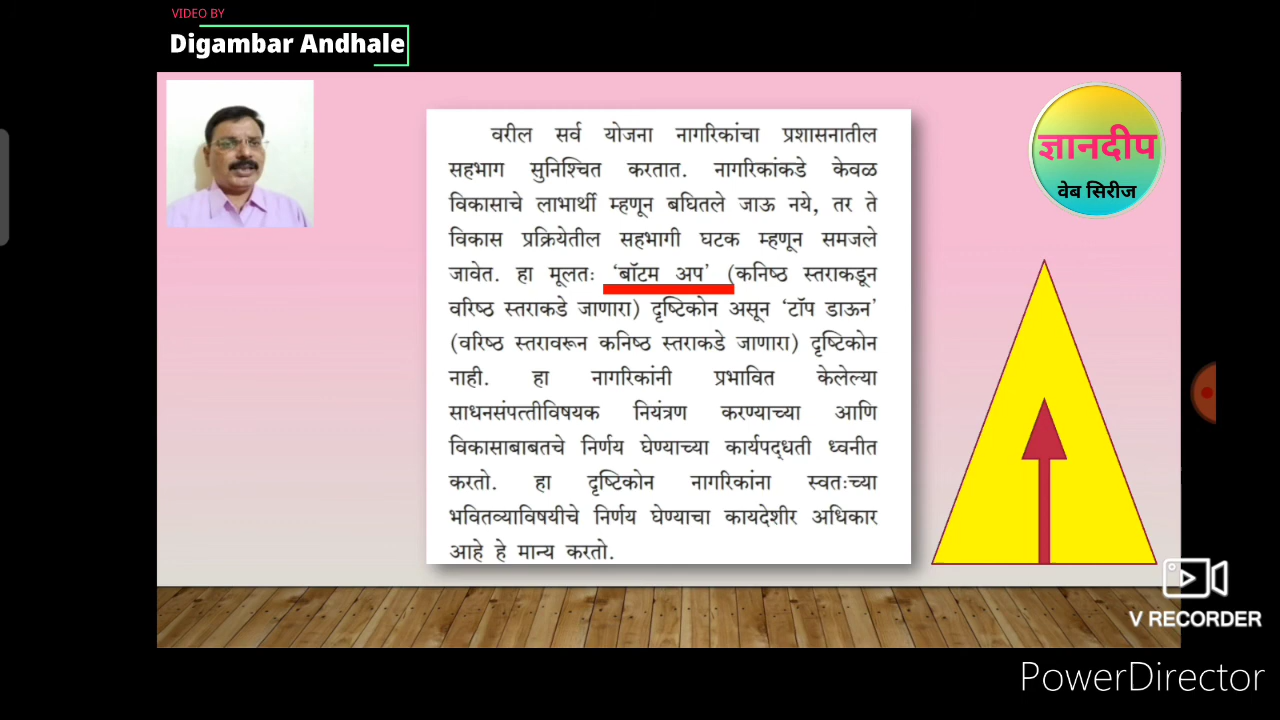 VIDEO BY
Digambar Andhale
वरील सर्व योजना नागरिकांचा प्रशासनातील
सहभाग सुनिश्चित करतात. नागरिकांकडे केवळ
विकासाचे लाभार्थी म्हणून बघितले जाऊ नये, तर ते
विकास प्रक्रियेतील सहभागी घटक म्हणून समजले
जावेत. हा मूलतः ‘बॉटम अप’ (कनिष्ठ स्तराकडून
वरिष्ठ स्तराकडे जाणारा) दृष्टिकोन असून ‘टॉप डाऊन’
(वरिष्ठ स्तरावरून कनिष्ठ स्तराकडे जाणारा) दृष्टिकोन
नाही. हा नागरिकांनी प्रभावित केलेल्या
साधनसंपत्तीविषयक नियंत्रण करण्याच्या आणि
विकासाबाबतचे निर्णय घेण्याच्या कार्यपद्धती ध्वनीत
करतो. हा दृष्टिकोन नागरिकांना स्वतःच्या
भवितव्याविषयीचे निर्णय घेण्याचा कायदेशीर अधिकार
आहे हे मान्य करतो.
ज्ञानदीप
वेब सिरीज
V RECORDER
PowerDirector